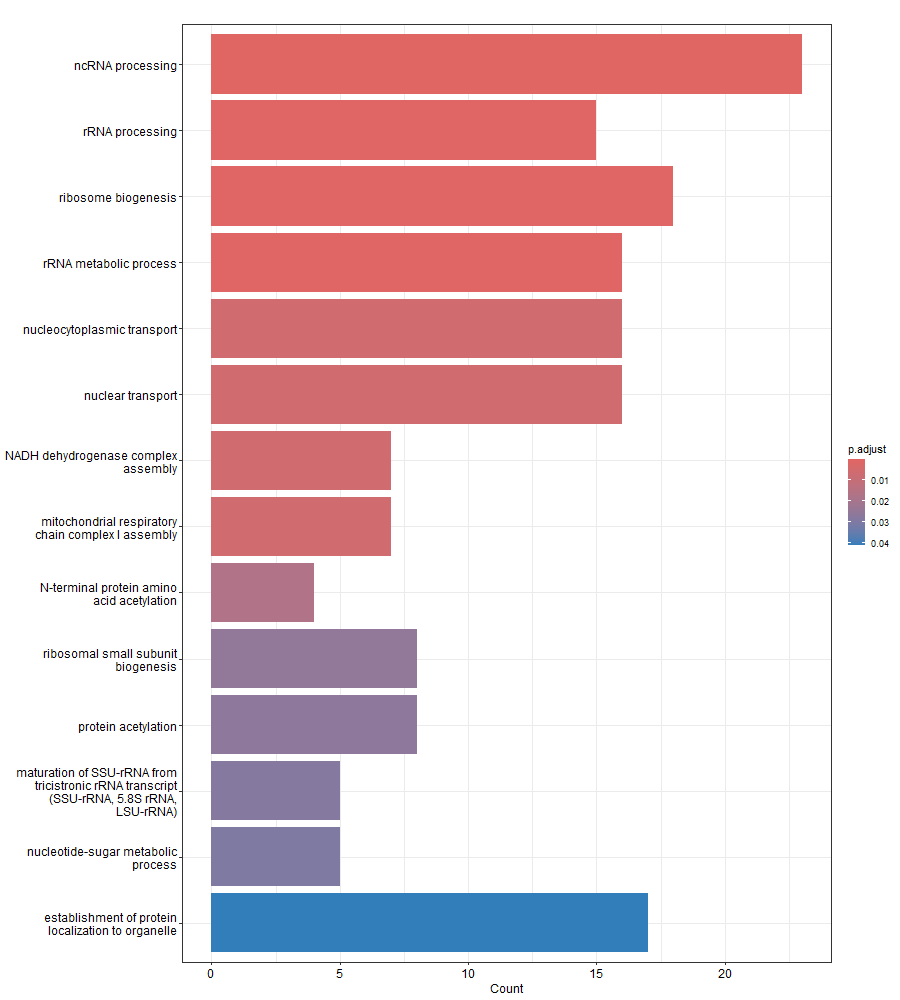 ncRNA processing
rRNA processing
ribosome biogenesis
rRNA metabolic process
nucleocytoplasmic transport
nuclear transport
NADH dehydrogenase complex
assembly
mitochondrial respiratory
chain complex I assembly
N-terminal protein amino
acid acetylation
ribosomal small subunit
biogenesis
protein acetylation
maturation of SSU-rRNA from
tricistronic rRNA transcript
(SSU-rRNA, 5.8S rRNA,
LSU-rRNA)
nucleotide-sugar metabolic
process
establishment of protein
localization to organelle
0 5 10 15 20
Count
p.adjust
0.01
0.02
0.03
0.04